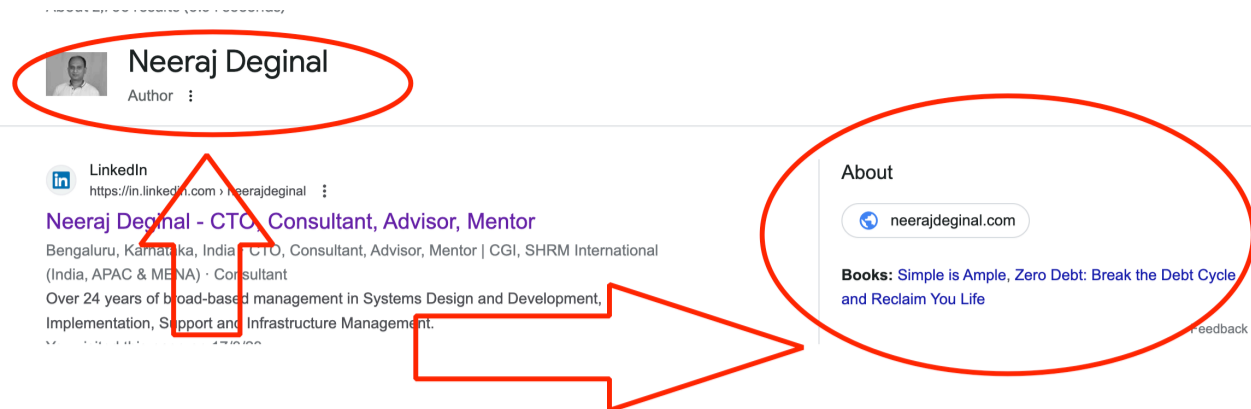 Neeraj Deginal
Author
LinkedIn
https://in.linkedin.com › neerajdeginal
Neeraj Deginal - CTO, Consultant, Advisor, Mentor
Bengaluru, Karnataka, India · CTO, Consultant, Advisor, Mentor | CGI, SHRM International
(India, APAC & MENA) · Consultant
Over 24 years of broad-based management in Systems Design and Development,
Implementation, Support and Infrastructure Management.
About
neerajdeginal.com
Books: Simple is Ample, Zero Debt: Break the Debt Cycle
and Reclaim You Life
Feedback